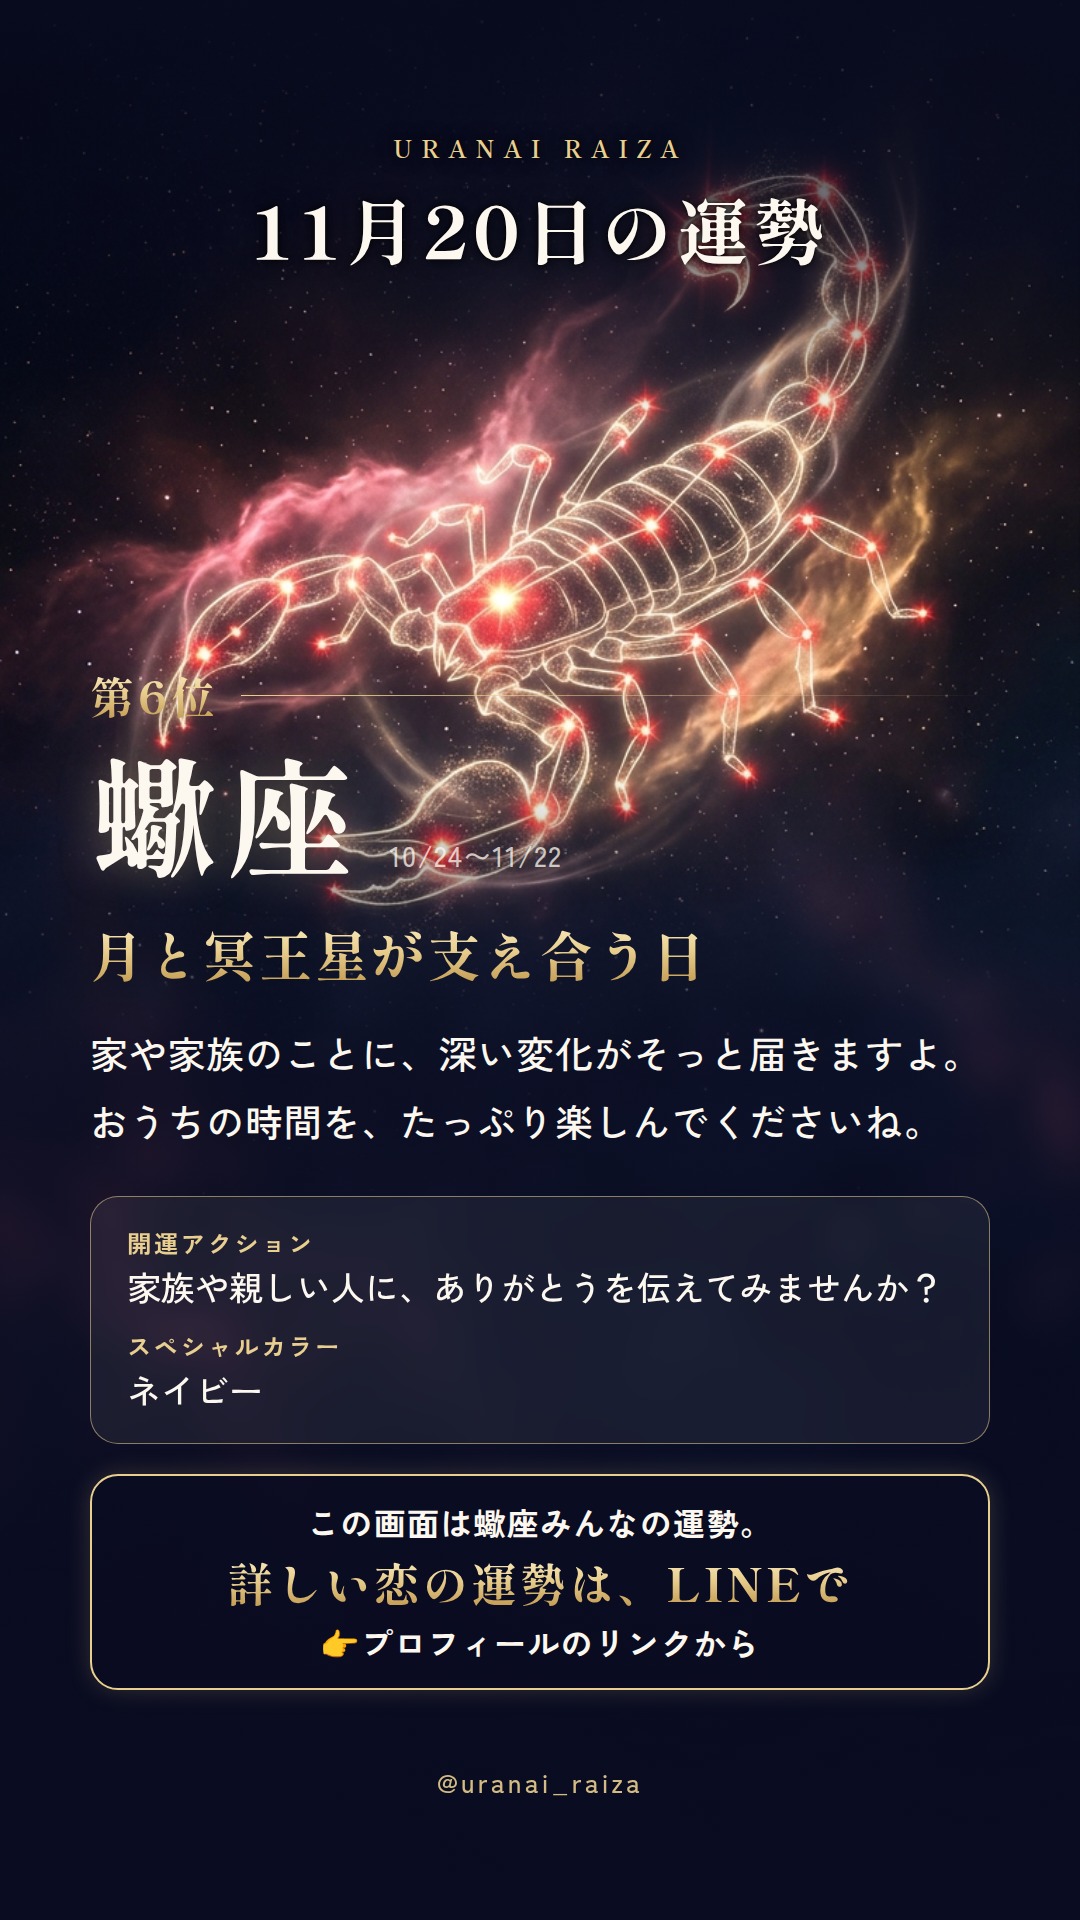 URANAI RAIZA
11月20日の運勢
第6位
蠍座 10/24〜11/22
月と冥王星が支え合う日
家や家族のことに、深い変化がそっと届きますよ。
おうちの時間を、たっぷり楽しんでくださいね。
開運アクション
家族や親しい人に、ありがとうを伝えてみませんか？
スペシャルカラー
ネイビー
この画面は蠍座みんなの運勢。
詳しい恋の運勢は、LINEで
👉プロフィールのリンクから
@uranai_raiza